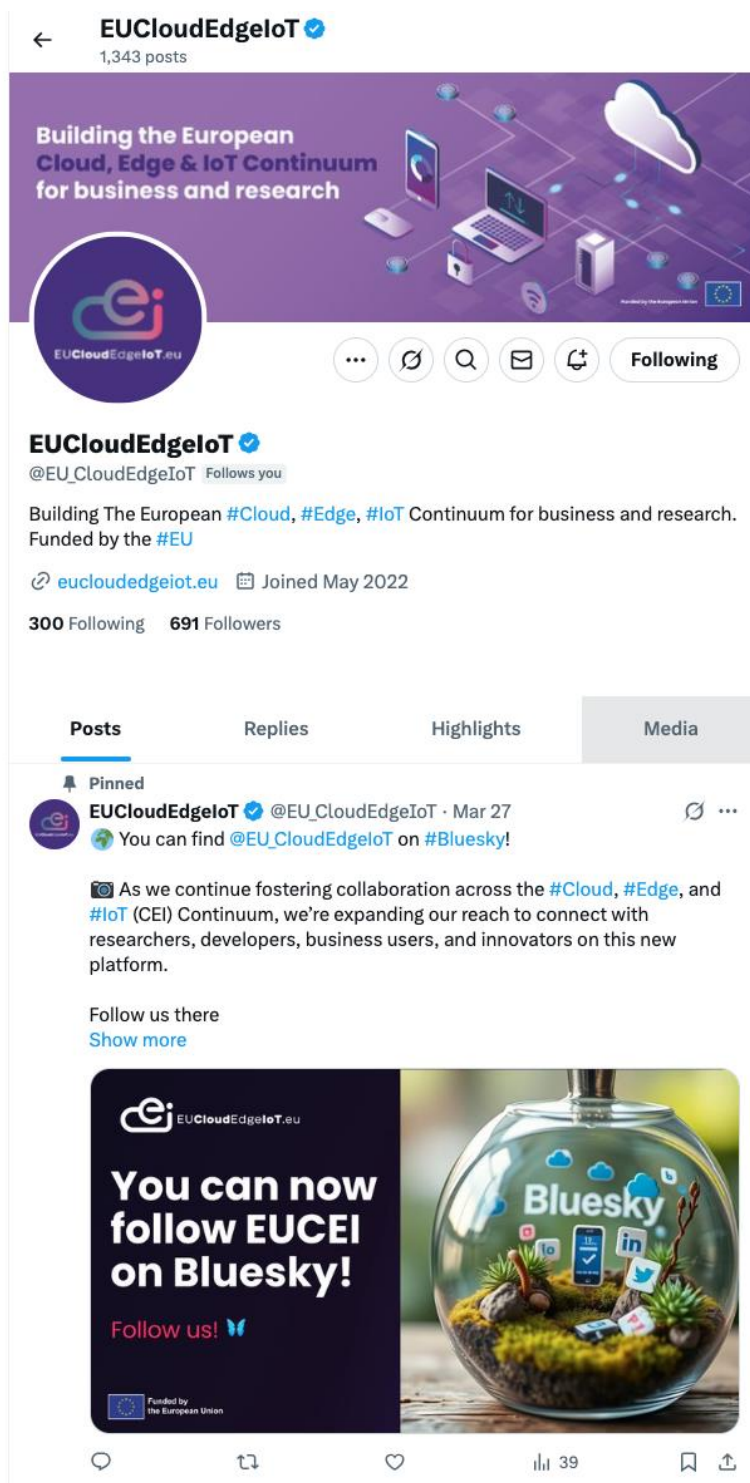 EUCloudEdgeIoT
1,343 posts
Building the European
Cloud, Edge & IoT Continuum
for business and research
Funded by the European Union
EUCloudEdgeIoT.eu
Following
EUCloudEdgeIoT
@EU_CloudEdgeIoT Follows you
Building The European #Cloud, #Edge, #IoT Continuum for business and research.
Funded by the #EU
eucloudedgeiot.eu Joined May 2022
300 Following 691 Followers
Posts Replies Highlights Media
Pinned
EUCloudEdgeIoT @EU_CloudEdgeIoT · Mar 27
🌍 You can find @EU_CloudEdgeIoT on #Bluesky!
📷 As we continue fostering collaboration across the #Cloud, #Edge, and
#IoT (CEI) Continuum, we’re expanding our reach to connect with
researchers, developers, business users, and innovators on this new
platform.
Follow us there
Show more
EUCloudEdgeIoT.eu
You can now
follow EUCEI
on Bluesky!
Follow us! 🦋
Funded by
the European Union
Bluesky
in
39